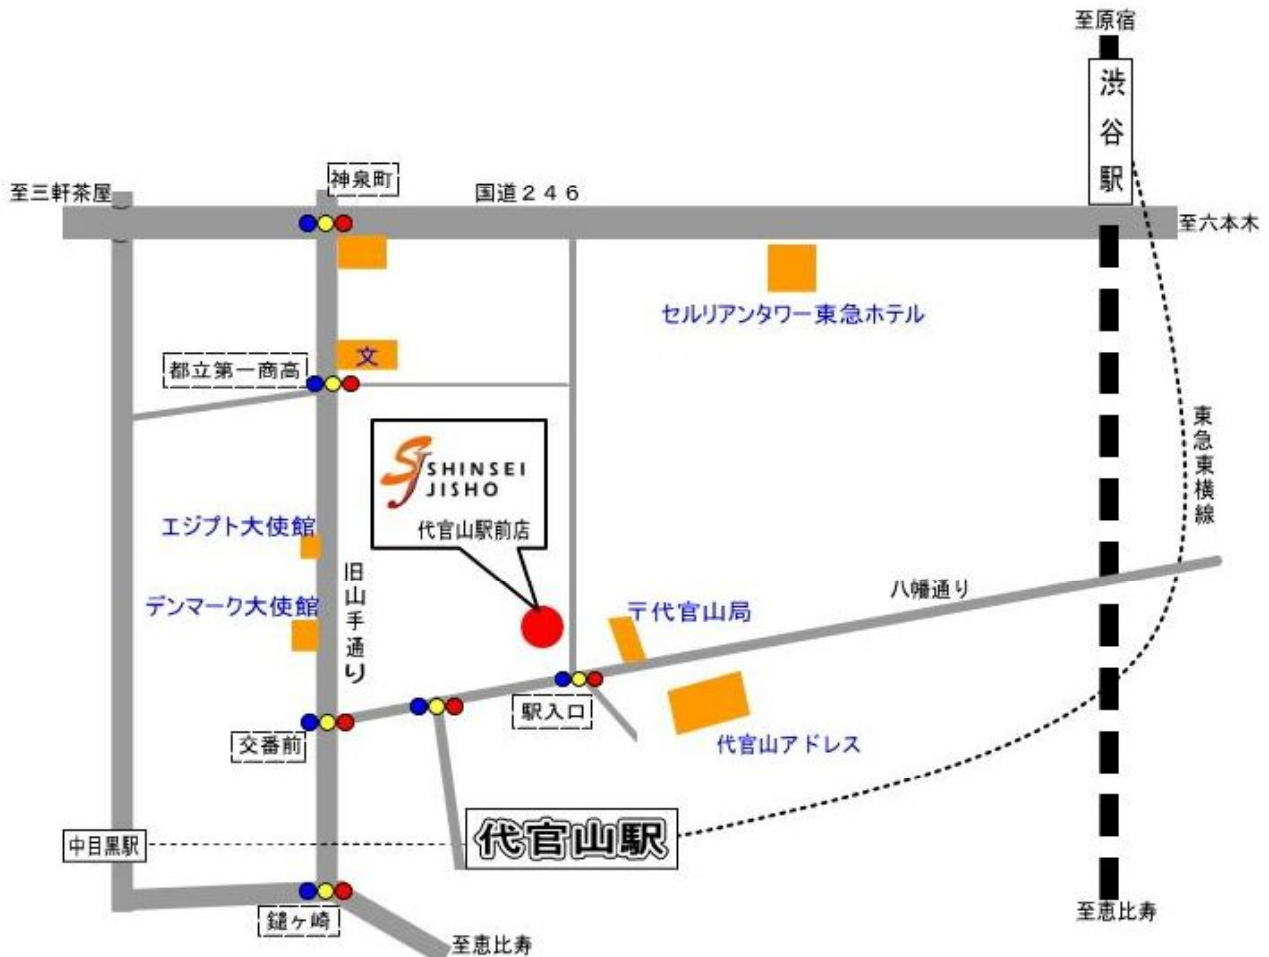 至原宿
渋谷駅
神泉町
至三軒茶屋
国道２４６
至六本木
セルリアンタワー東急ホテル
文
都立第一商高
東急東横線
SJ
SHINSEI
JISHO
代官山駅前店
エジプト大使館
旧山手通り
八幡通り
デンマーク大使館
〒代官山局
駅入口
交番前
代官山アドレス
代官山駅
中目黒駅
鎚ヶ崎
至恵比寿
至恵比寿